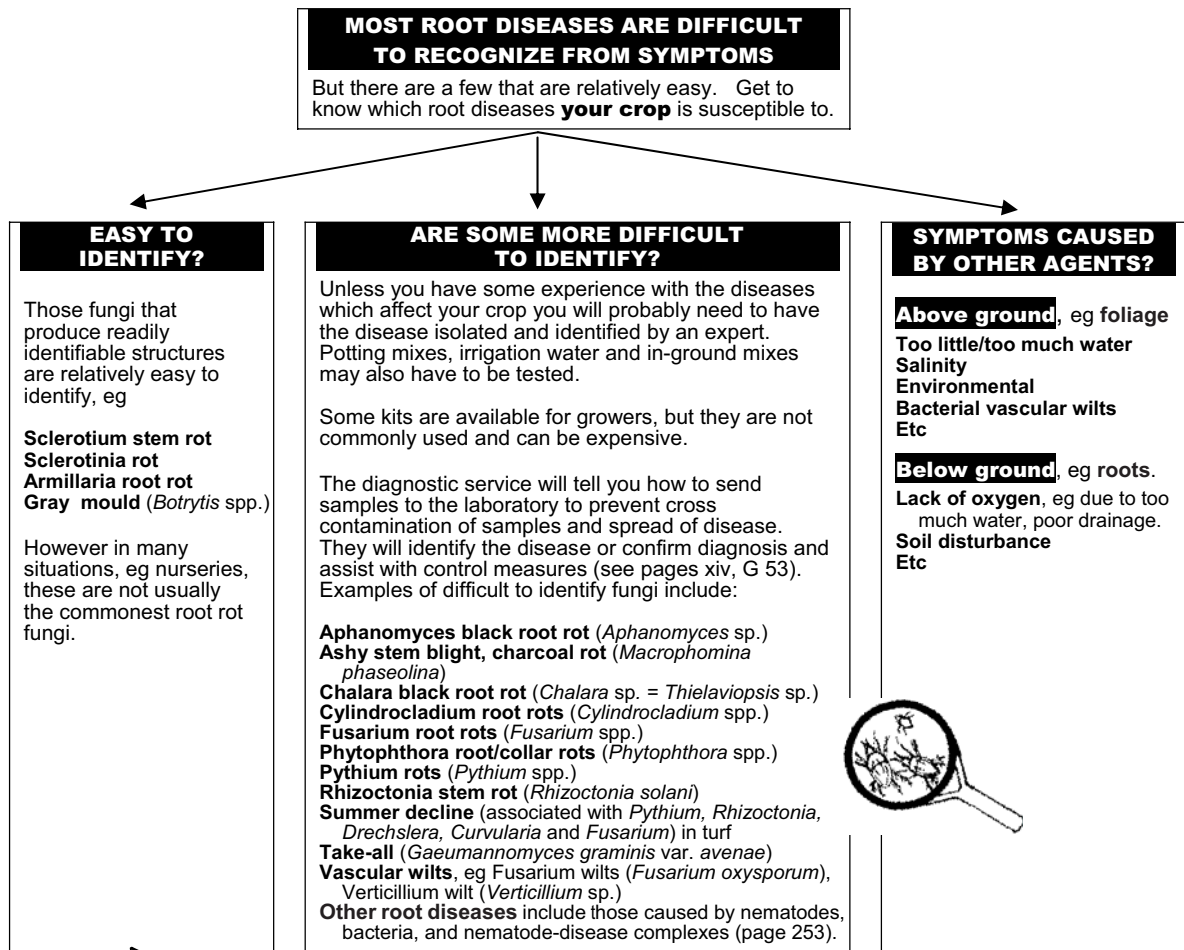 MOST ROOT DISEASES ARE DIFFICULT
TO RECOGNIZE FROM SYMPTOMS
But there are a few that are relatively easy. Get to
know which root diseases your crop is susceptible to.
EASY TO
IDENTIFY?
Those fungi that
produce readily
identifiable structures
are relatively easy to
identify, eg
Sclerotium stem rot
Sclerotinia rot
Armillaria root rot
Gray mould (Botrytis spp.)
However in many
situations, eg nurseries,
these are not usually
the commonest root rot
fungi.
ARE SOME MORE DIFFICULT
TO IDENTIFY?
Unless you have some experience with the diseases
which affect your crop you will probably need to have
the disease isolated and identified by an expert.
Potting mixes, irrigation water and in-ground mixes
may also have to be tested.
Some kits are available for growers, but they are not
commonly used and can be expensive.
The diagnostic service will tell you how to send
samples to the laboratory to prevent cross
contamination of samples and spread of disease.
They will identify the disease or confirm diagnosis and
assist with control measures (see pages xiv, G 53).
Examples of difficult to identify fungi include:
Aphanomyces black root rot (Aphanomyces sp.)
Ashy stem blight, charcoal rot (Macrophomina
phaseolina)
Chalara black root rot (Chalara sp. = Thielaviopsis sp.)
Cylindrocladium root rots (Cylindrocladium spp.)
Fusarium root rots (Fusarium spp.)
Phytophthora root/collar rots (Phytophthora spp.)
Pythium rots (Pythium spp.)
Rhizoctonia stem rot (Rhizoctonia solani)
Summer decline (associated with Pythium, Rhizoctonia,
Drechslera, Curvularia and Fusarium) in turf
Take-all (Gaeumannomyces graminis var. avenae)
Vascular wilts, eg Fusarium wilts (Fusarium oxysporum),
Verticillium wilt (Verticillium sp.)
Other root diseases include those caused by nematodes,
bacteria, and nematode-disease complexes (page 253).
SYMPTOMS CAUSED
BY OTHER AGENTS?
Above ground, eg foliage
Too little/too much water
Salinity
Environmental
Bacterial vascular wilts
Etc
Below ground, eg roots.
Lack of oxygen, eg due to too
much water, poor drainage.
Soil disturbance
Etc